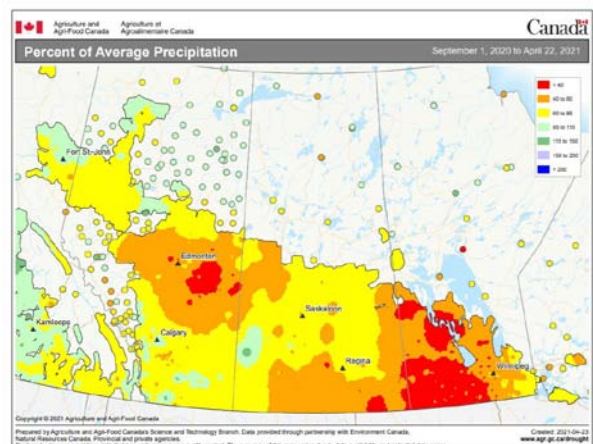 Agriculture and
Agri-Food Canada
Agriculture et
Agroalimentaire Canada
Canada
Percent of Average Precipitation
September 1, 2020 to April 22, 2021
< 40
40 to 60
60 to 85
85 to 110
110 to 150
150 to 200
> 200
Fort St-John
Edmonton
Saskatoon
Kamloops
Calgary
Regina
Winnipeg
Copyright © 2021 Agriculture and Agri-Food Canada
Prepared by Agriculture and Agri-Food Canada's Science and Technology Branch. Data provided through partnership with Environment Canada,
Natural Resources Canada, Provincial and private agencies.
Created: 2021-04-23
www.agr.gc.ca/drought